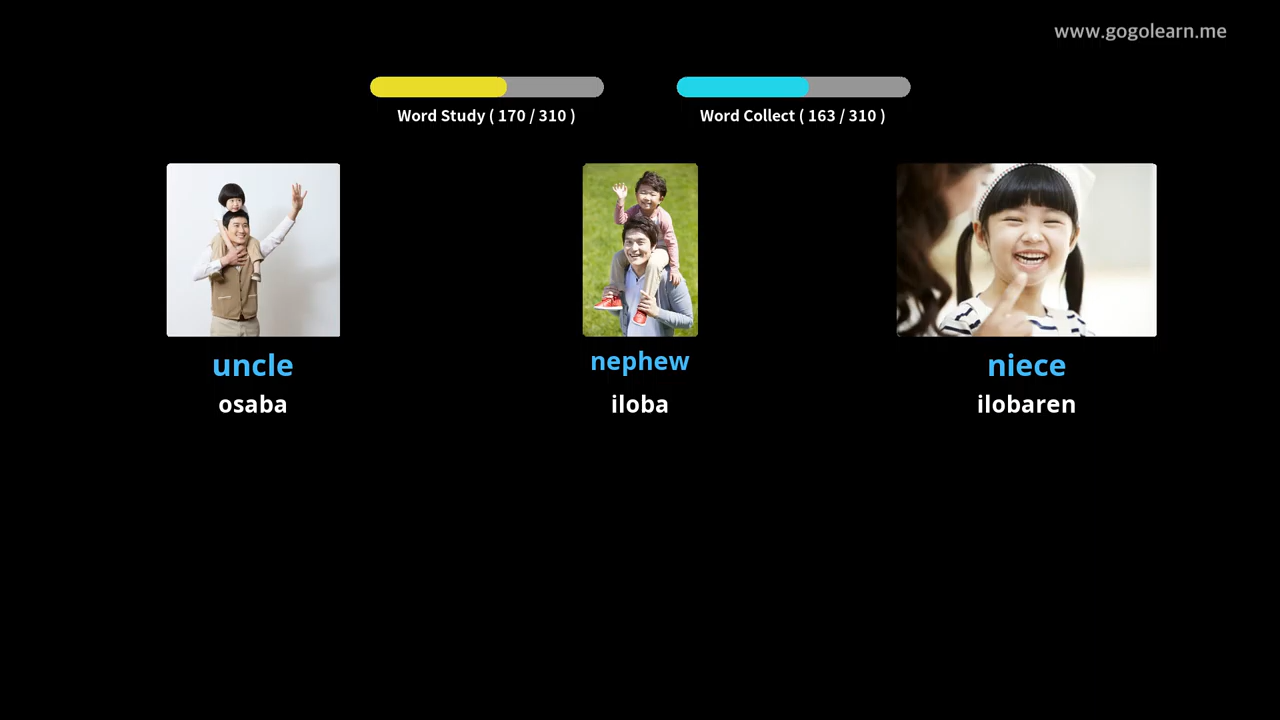 www.gogolearn.me
Word Study ( 170 / 310 )
Word Collect ( 163 / 310 )
uncle
osaba
nephew
iloba
niece
ilobaren